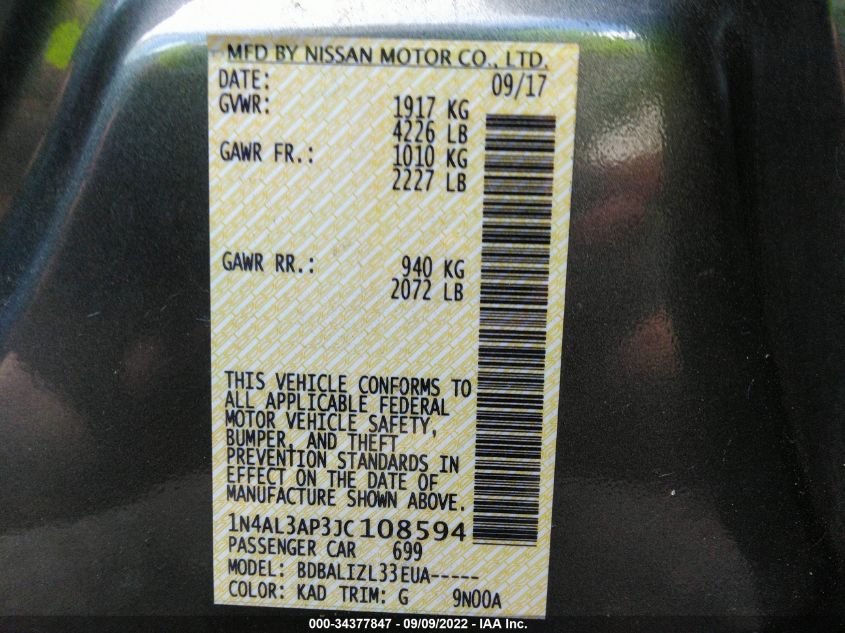 MFD BY NISSAN MOTOR CO., LTD.
DATE: 09/17
GVWR: 1917 KG
4226 LB
GAWR FR.: 1010 KG
2227 LB
GAWR RR.: 940 KG
2072 LB
THIS VEHICLE CONFORMS TO
ALL APPLICABLE FEDERAL
MOTOR VEHICLE SAFETY,
BUMPER, AND THEFT
PREVENTION STANDARDS IN
EFFECT ON THE DATE OF
MANUFACTURE SHOWN ABOVE.
1N4AL3AP3JC108594
PASSENGER CAR 699
MODEL: BDBALIZL33EUA-----
COLOR: KAD TRIM: G 9N00A
000-34377847 - 09/09/2022 - IAA Inc.